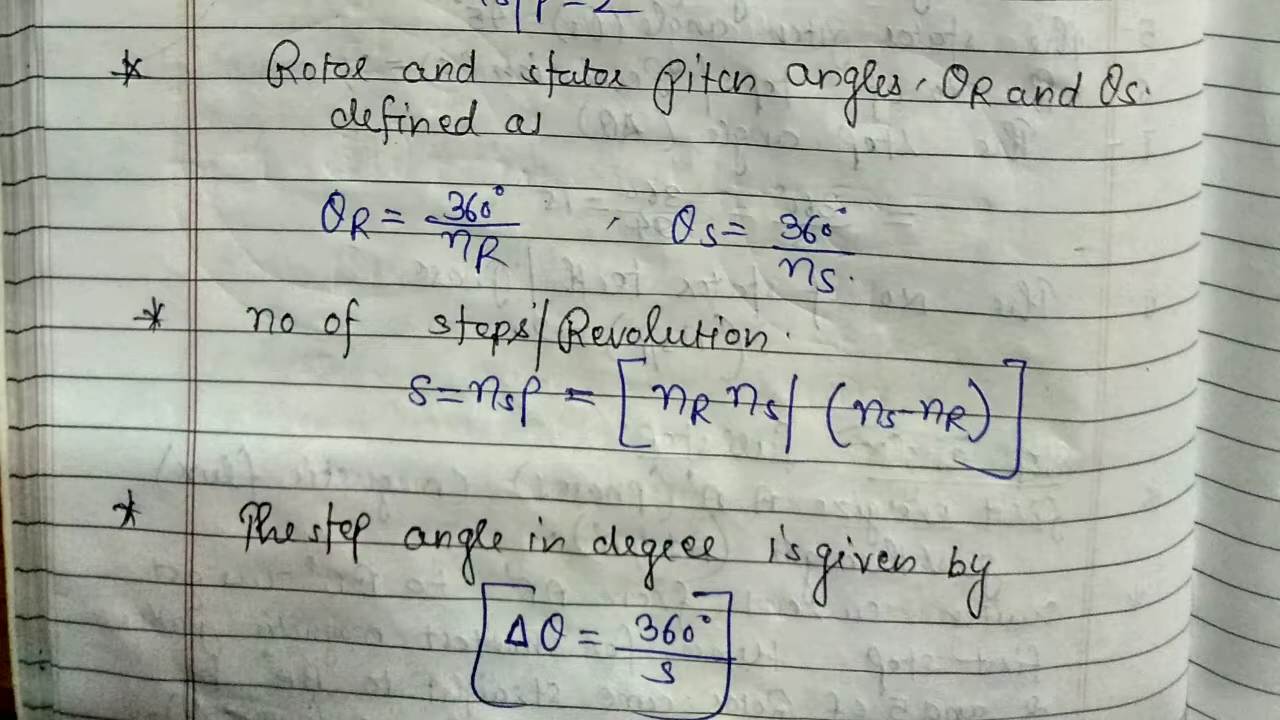 * Rotor and stator Pitch angles, θR and θs.
defined as
θR = 360° / nR , θs = 360° / ns.
* no of steps/Revolution.
S = nsp = [nR ns / (ns-nR)]
* The step angle in degree is given by
Δθ = 360° / S